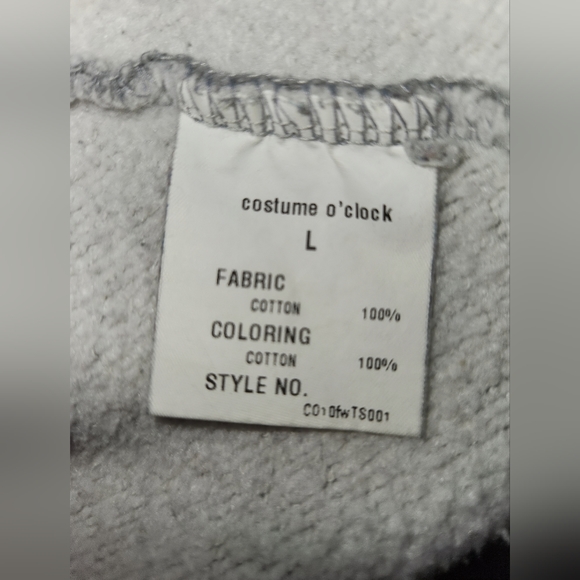 costume o'clock
L
FABRIC
COTTON 100%
COLORING
COTTON 100%
STYLE NO.
CO10fwTS001